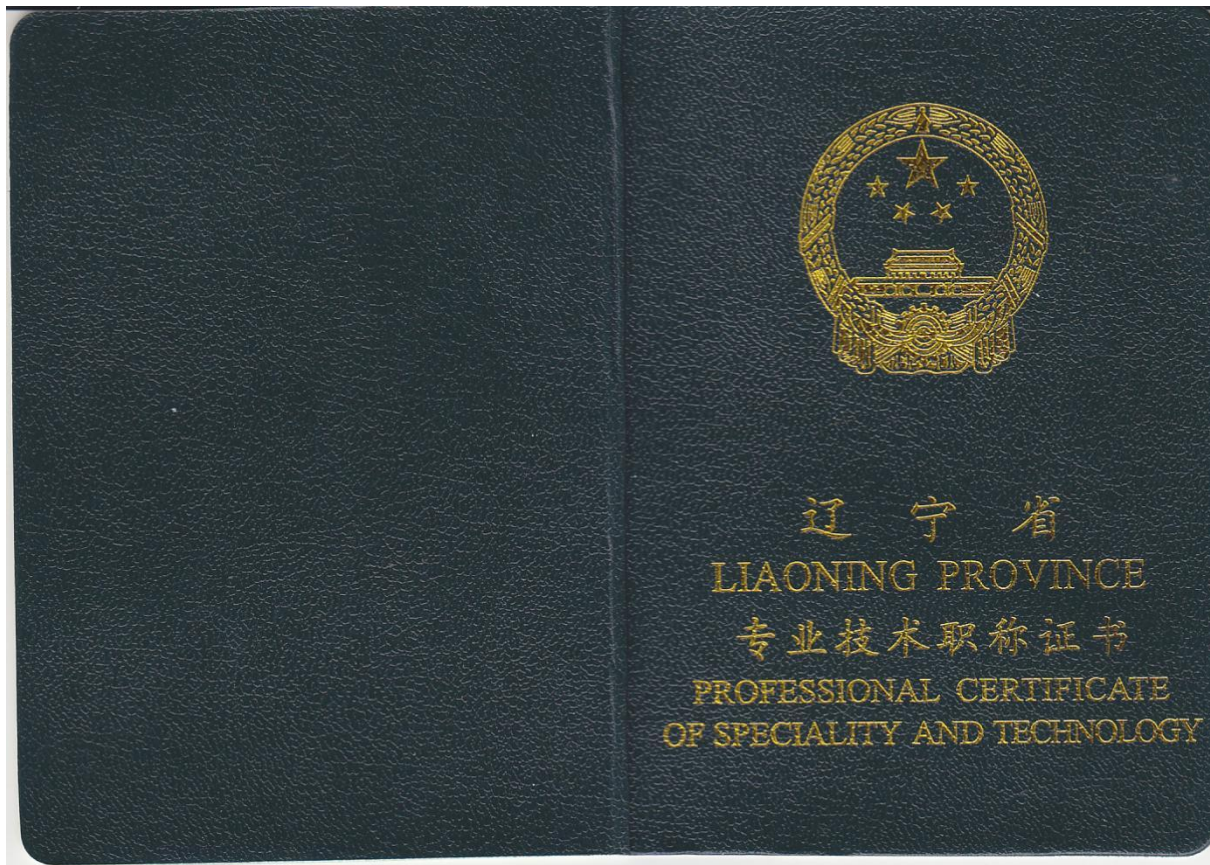 辽宁省
LIAONING PROVINCE
专业技术职称证书
PROFESSIONAL CERTIFICATE
OF SPECIALITY AND TECHNOLOGY